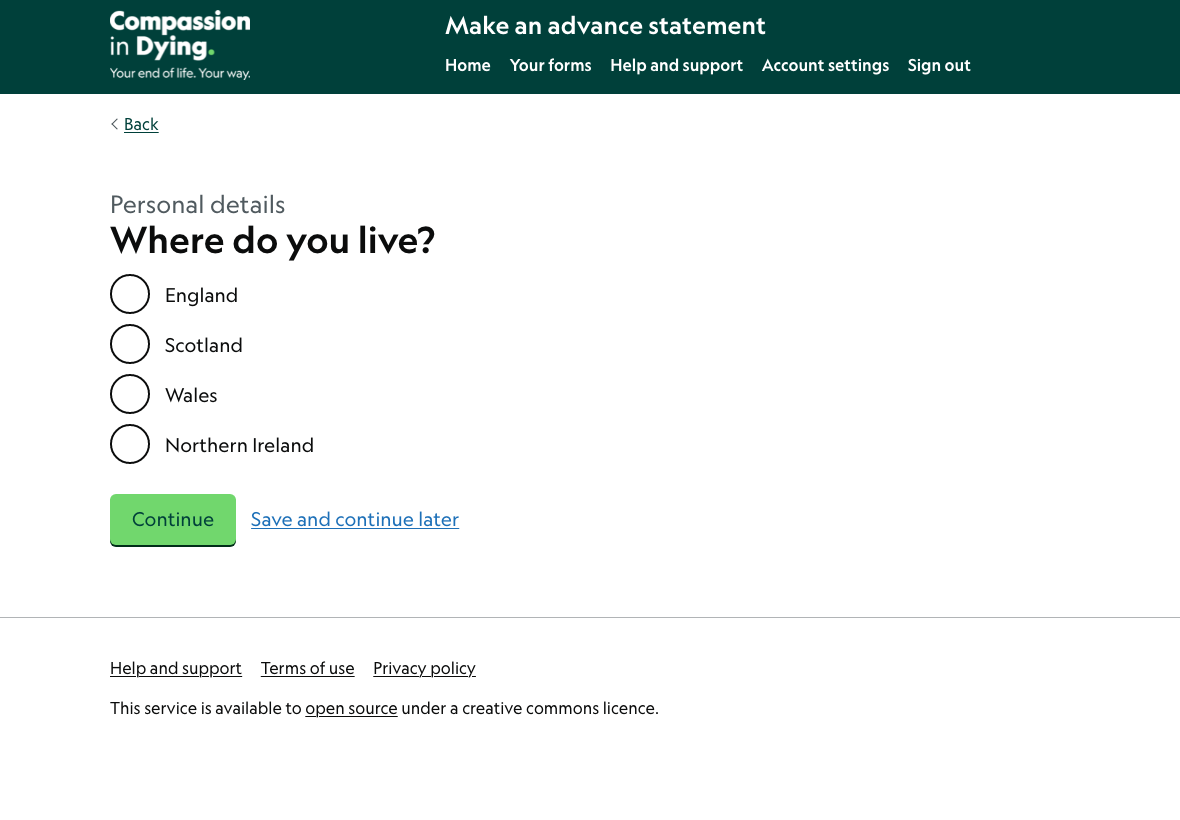 Compassion
in Dying.
Your end of life. Your way.
Make an advance statement
Home Your forms Help and support Account settings Sign out
Back
Personal details
Where do you live?
England
Scotland
Wales
Northern Ireland
Continue Save and continue later
Help and support Terms of use Privacy policy
This service is available to open source under a creative commons licence.